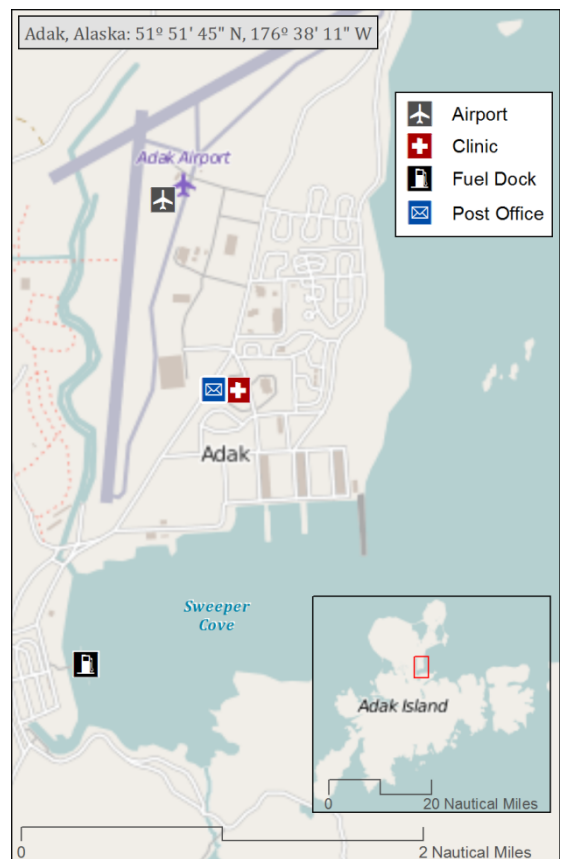 Adak, Alaska: 51º 51' 45" N, 176º 38' 11" W
Airport
Clinic
Fuel Dock
Post Office
Adak Airport
Adak
Sweeper
Cove
Adak Island
0
20 Nautical Miles
0
2 Nautical Miles